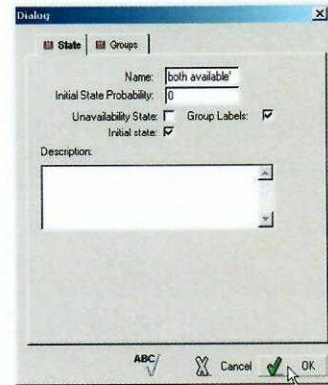 Dialog
State Groups
Name: both available'
Initial State Probability: 0
Unavailability State: Group Labels:
Initial state:
Description:
ABC Cancel OK